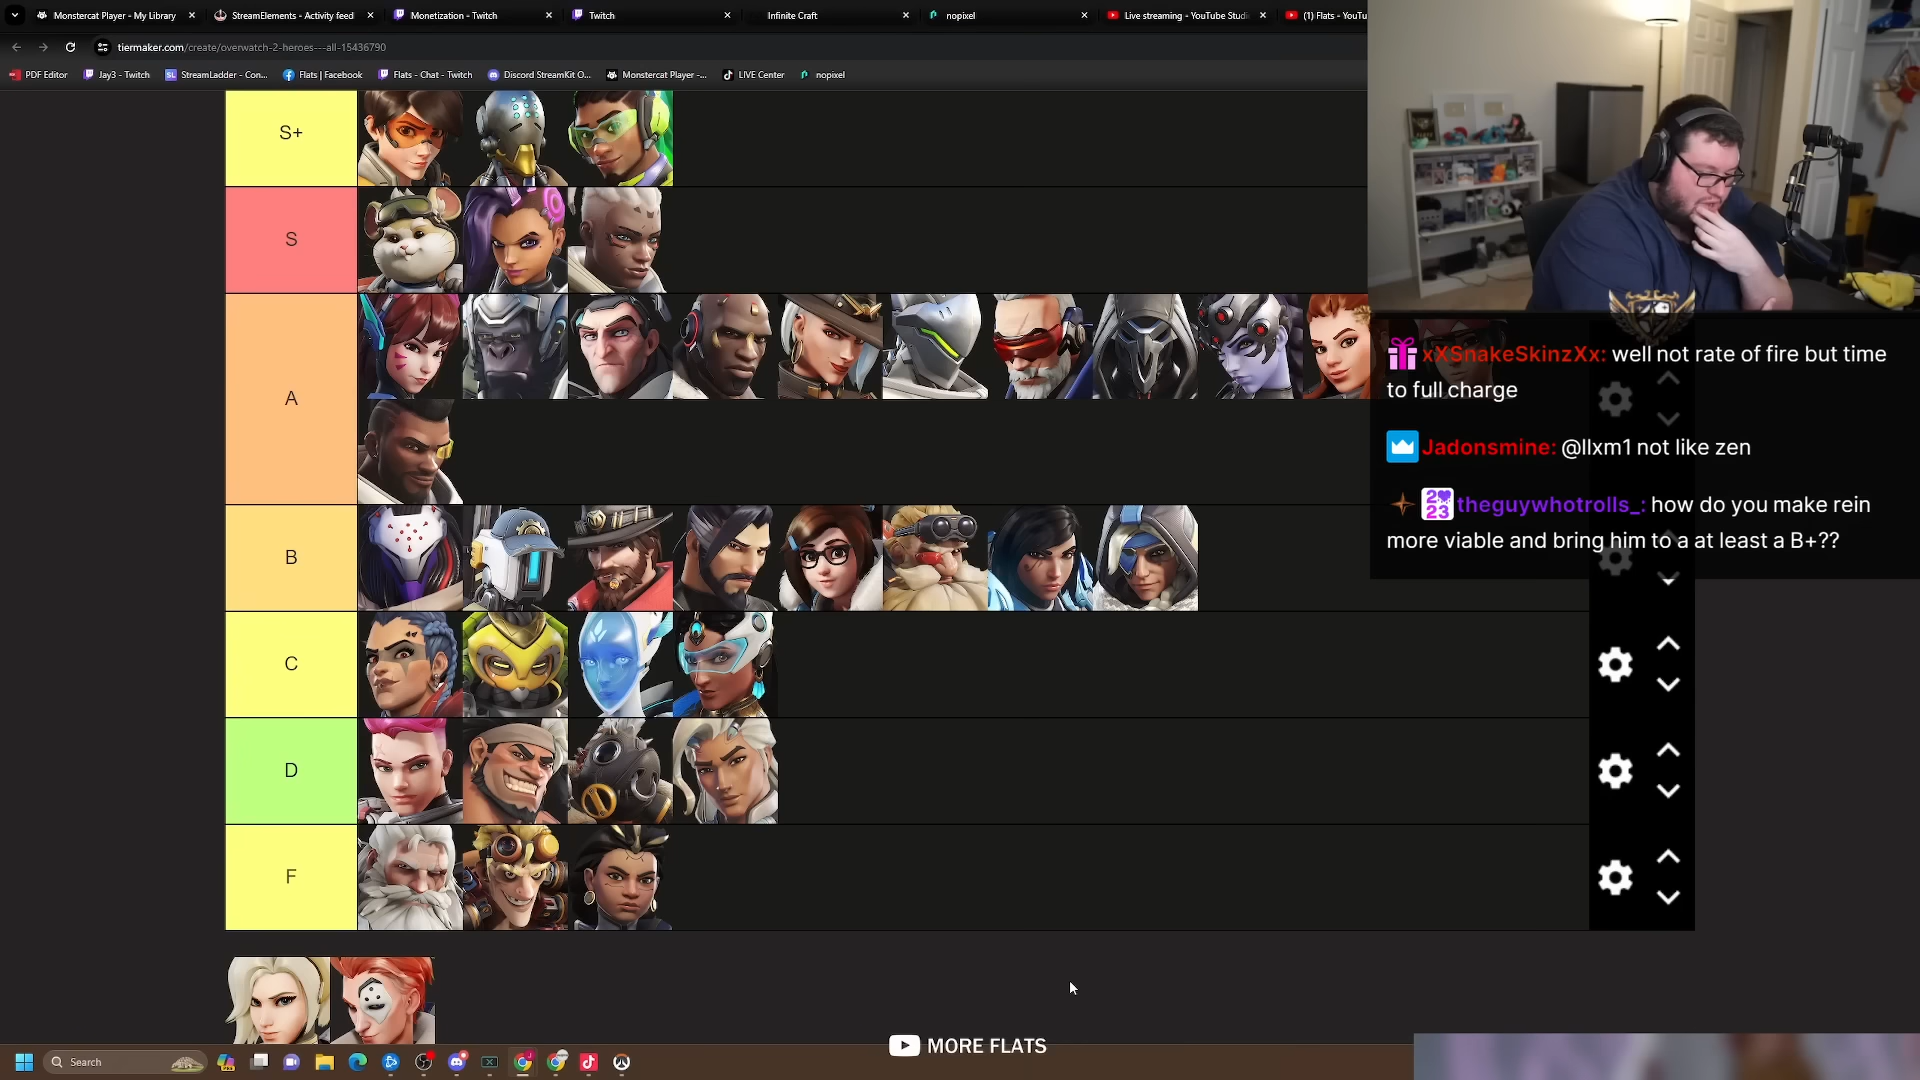 Monstercat Player - My Library
StreamElements - Activity feed
Monetization - Twitch
Twitch
Infinite Craft
nopixel
Live streaming - YouTube Studi
(1) Flats - YouTu
tiermaker.com/create/overwatch-2-heroes---all-15436790
PDF Editor
Jay3 - Twitch
StreamLadder - Con...
Flats | Facebook
Flats - Chat - Twitch
Discord StreamKit O...
Monstercat Player -...
LIVE Center
nopixel
S+
S
A
B
C
D
F
xXSnakeSkinzXx: well not rate of fire but time
to full charge
Jadonsmine: @llxm1 not like zen
2
23
theguywhotrolls_: how do you make rein
more viable and bring him to a at least a B+??
MORE FLATS
Search